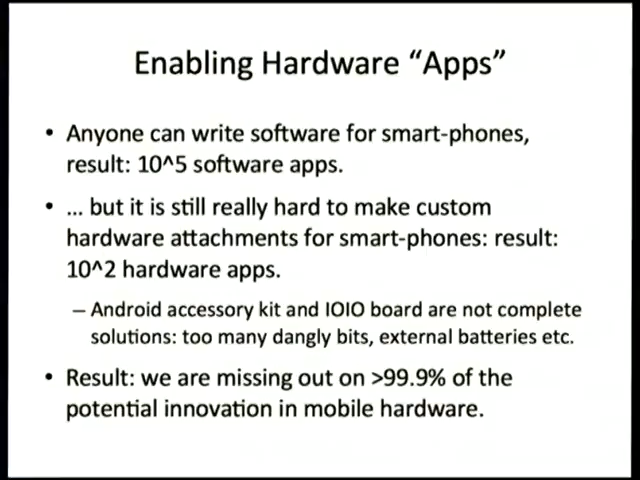 Enabling Hardware “Apps”
• Anyone can write software for smart-phones,
result: 10^5 software apps.
• ... but it is still really hard to make custom
hardware attachments for smart-phones: result:
10^2 hardware apps.
– Android accessory kit and IOIO board are not complete
solutions: too many dangly bits, external batteries etc.
• Result: we are missing out on >99.9% of the
potential innovation in mobile hardware.